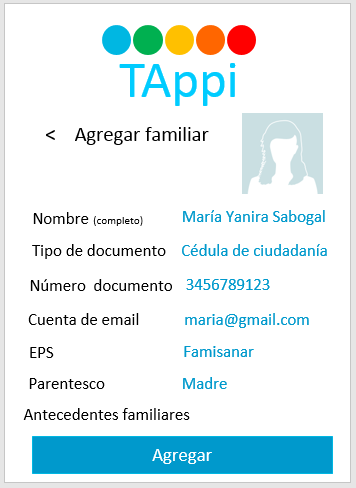 TAppi
< Agregar familiar
Nombre (completo) María Yanira Sabogal
Tipo de documento Cédula de ciudadanía
Número documento 3456789123
Cuenta de email maria@gmail.com
EPS Famisanar
Parentesco Madre
Antecedentes familiares
Agregar